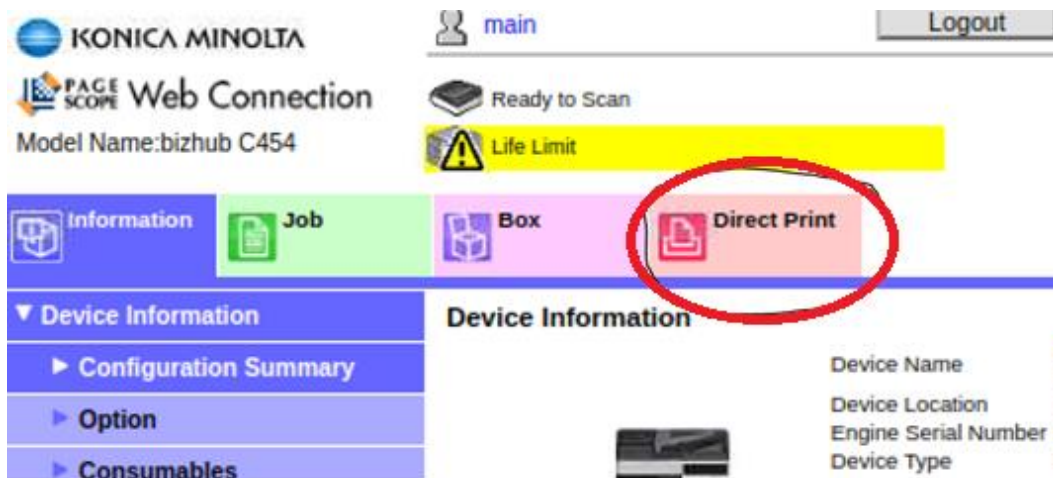 KONICA MINOLTA
main
Logout
PAGE SCOPE Web Connection
Ready to Scan
Model Name:bizhub C454
Life Limit
Information
Job
Box
Direct Print
Device Information
Configuration Summary
Option
Consumables
Device Information
Device Name
Device Location
Engine Serial Number
Device Type